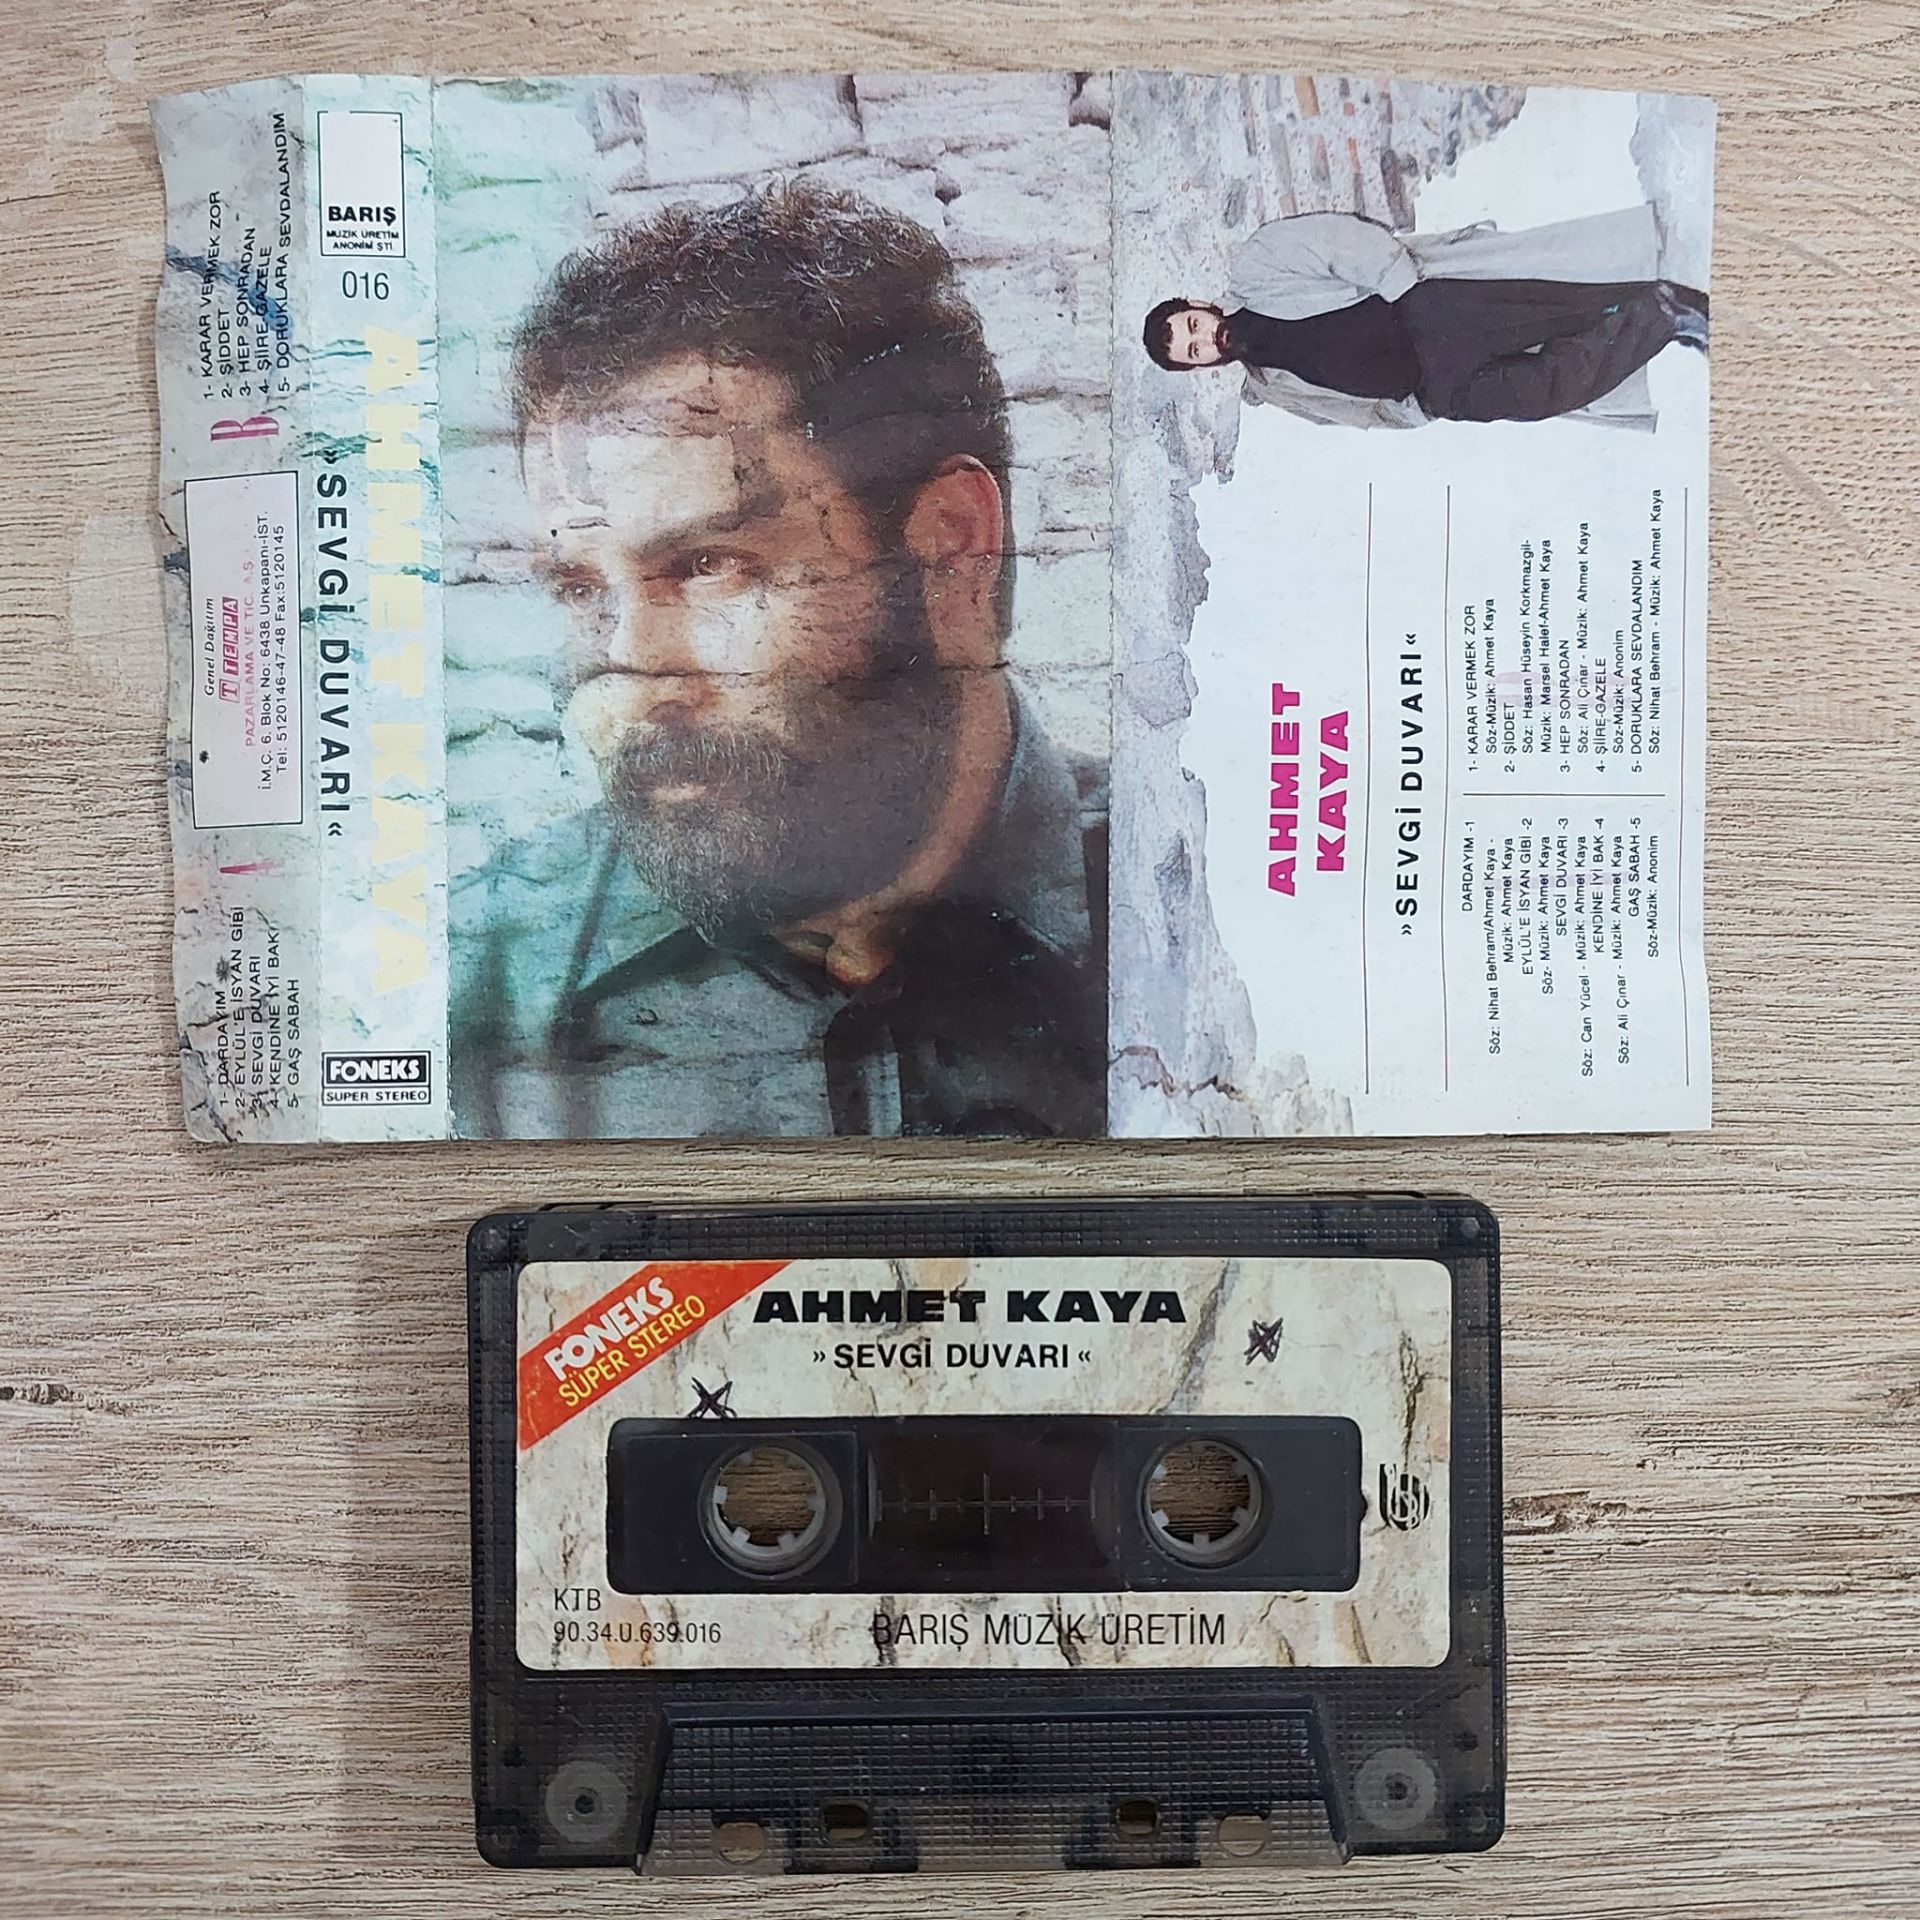 1- KARAR VERMEK ZOR
2- ŞİDDET
3- HEP SONRADAN
4- ŞİİRE-GAZELE
5- DORUKLARA SEVDALANDIM
B
Genel Dağıtım
T TEMPA
PAZARLAMA VE TİC. A.Ş.
İ.M.Ç. 6. Blok No: 6438 Unkapanı-İST.
Tel: 5120146-47-48 Fax:5120145
A
1- DARDAYIM
2- EYLÜL'E İSYAN GİBİ
3- SEVGİ DUVARI
4- KENDİNE İYİ BAK
5- GAŞ SABAH
BARIŞ
MÜZİK ÜRETİM
ANONİM ŞTİ.
016
AHMET KAYA
»SEVGİ DUVARI«
FONEKS
SÜPER STEREO
AHMET
KAYA
»SEVGİ DUVARI«
DARDAYIM -1
Söz: Nihat Behram/Ahmet Kaya -
Müzik: Ahmet Kaya
EYLÜL'E İSYAN GİBİ -2
Söz- Müzik: Ahmet Kaya
SEVGİ DUVARI -3
Söz: Can Yücel - Müzik: Ahmet Kaya
KENDİNE İYİ BAK -4
Söz: Ali Çınar - Müzik: Ahmet Kaya
GAŞ SABAH -5
Söz-Müzik: Anonim
1- KARAR VERMEK ZOR
Söz-Müzik: Ahmet Kaya
2- ŞİDDET
Söz: Hasan Hüseyin Korkmazgil-
Müzik: Marsel Halef-Ahmet Kaya
3- HEP SONRADAN
Söz: Ali Çınar - Müzik: Ahmet Kaya
4- ŞİİRE-GAZELE
Söz-Müzik: Anonim
5- DORUKLARA SEVDALANDIM
Söz: Nihat Behram - Müzik: Ahmet Kaya
FONEKS
SÜPER STEREO
AHMET KAYA
»SEVGİ DUVARI«
KTB
90.34.Ü.639.016
BARIŞ MÜZİK ÜRETİM